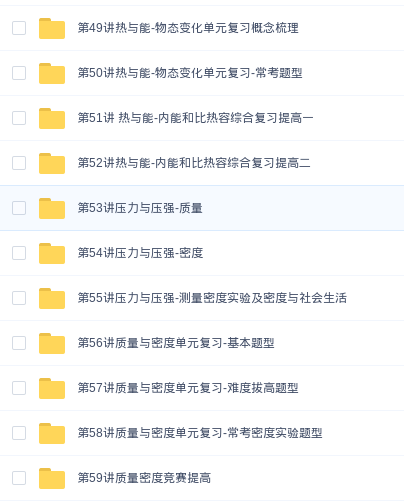 第49讲热与能-物态变化单元复习概念梳理
第50讲热与能-物态变化单元复习-常考题型
第51讲 热与能-内能和比热容综合复习提高一
第52讲热与能-内能和比热容综合复习提高二
第53讲压力与压强-质量
第54讲压力与压强-密度
第55讲压力与压强-测量密度实验及密度与社会生活
第56讲质量与密度单元复习-基本题型
第57讲质量与密度单元复习-难度拔高题型
第58讲质量与密度单元复习-常考密度实验题型
第59讲质量密度竞赛提高